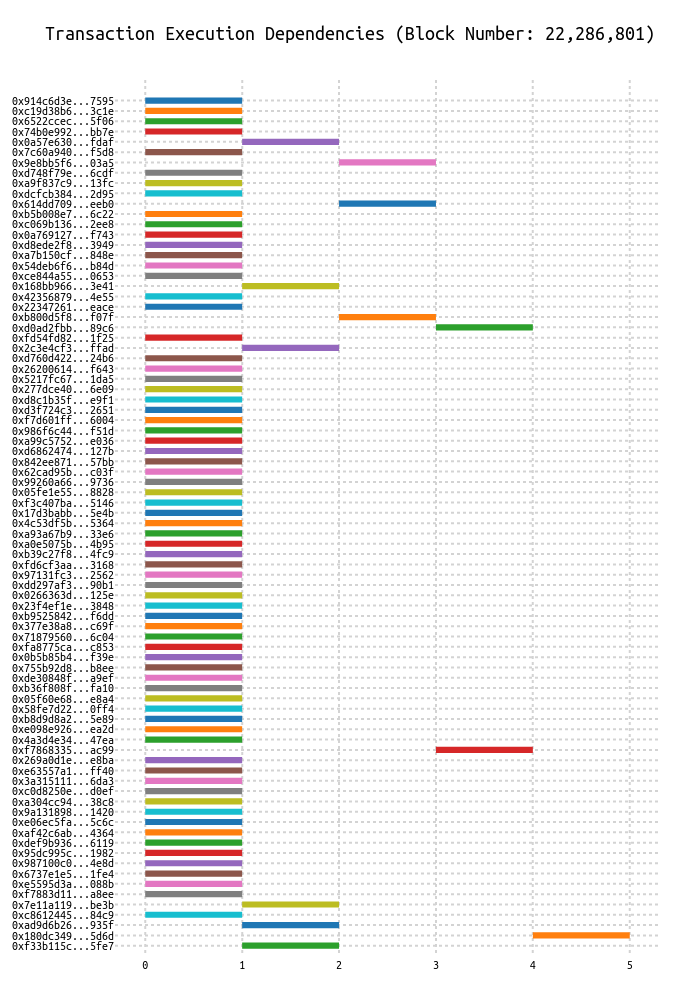 Transaction Execution Dependencies (Block Number: 22,286,801)
0x914c6d3e...7595
0xc19d38b6...3c1e
0x6522ccec...5f06
0x74b0e992...bb7e
0x0a57e630...fdaf
0x7c60a940...f5d8
0x9e8bb5f6...03a5
0xd748f79e...6cdf
0xa9f837c9...13fc
0xdcfcb384...2d95
0x614dd709...eeb0
0xb5b008e7...6c22
0xc069b136...2ee8
0x0a769127...f743
0xd8ede2f8...3949
0xa7b150cf...848e
0x54deb6f6...b84d
0xce844a55...0653
0x168bb966...3e41
0x42356879...4e55
0x22347261...eace
0xb800d5f8...f07f
0xd0ad2fbb...89c6
0xfd54fd82...1f25
0x2c3e4cf3...ffad
0xd760d422...24b6
0x26200614...f643
0x5217fc67...1da5
0x277dce40...6e09
0xd8c1b35f...e9f1
0xd3f724c3...2651
0xf7d601ff...6004
0x986f6c44...f51d
0xa99c5752...e036
0xd6862474...127b
0x842ee871...57bb
0x62cad95b...c03f
0x99260a66...9736
0x05fe1e55...8828
0xf3c407ba...5146
0x17d3babb...5e4b
0x4c53df5b...5364
0xa93a67b9...33e6
0xa0e5075b...4b95
0xb39c27f8...4fc9
0xfd6cf3aa...3168
0x97131fc3...2562
0xdd297af3...90b1
0x0266363d...125e
0x23f4ef1e...3848
0xb9525842...f6dd
0x377e38a8...c69f
0x71879560...6c04
0xfa8775ca...c853
0x0b5b85b4...f39e
0x755b92d8...b8ee
0xde30848f...a9ef
0xb36f808f...fa10
0x05f60e68...e8a4
0x58fe7d22...0ff4
0xb8d9d8a2...5e89
0xe098e926...ea2d
0x4a3d4e34...47ea
0xf7868335...ac99
0x269a0d1e...e8ba
0xe63557a1...ff40
0x3a315111...6da3
0xc0d8250e...d0ef
0xa304cc94...38c8
0x9a131898...1420
0xe06ec5fa...5c6c
0xaf42c6ab...4364
0xdef9b936...6119
0x95dc995c...1982
0x987100c0...4e8d
0x6737e1e5...1fe4
0xe5595d3a...088b
0xf7883d11...a8ee
0x7e11a119...be3b
0xc8612445...84c9
0xad9d6b26...935f
0x180dc349...5d6d
0xf33b115c...5fe7
0 1 2 3 4 5